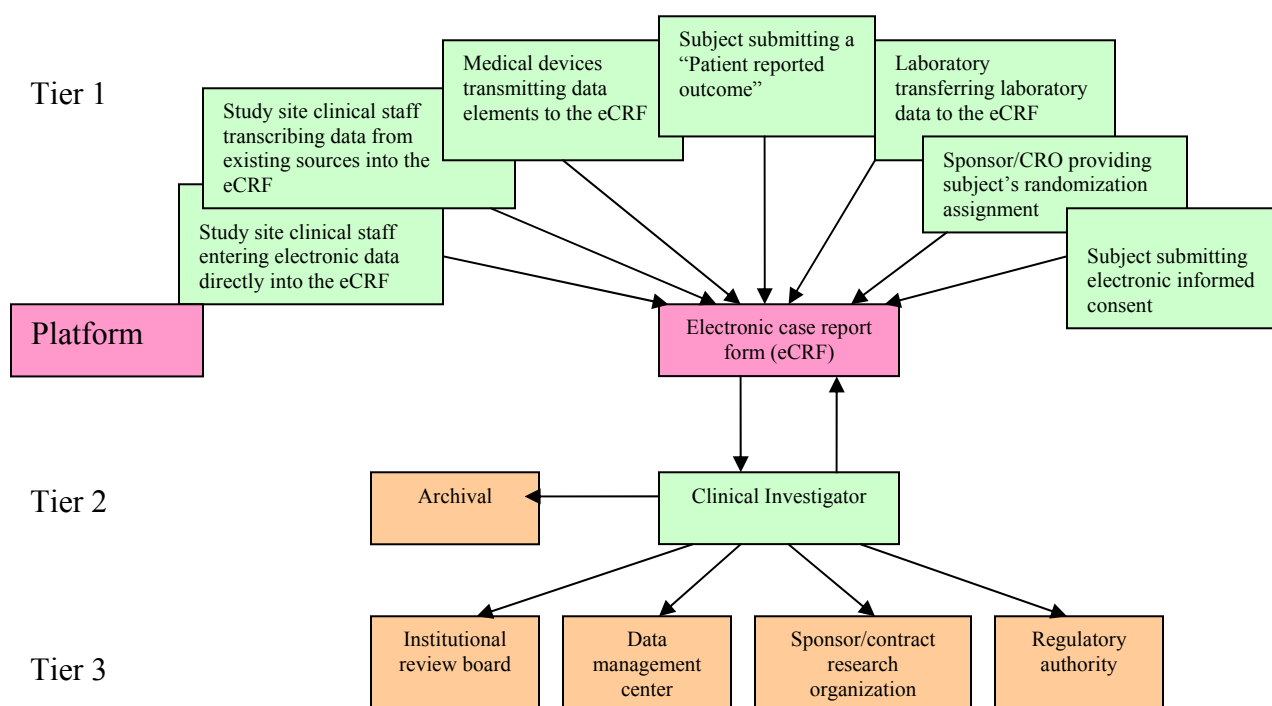 Tier 1
Study site clinical staff
entering electronic data
directly into the eCRF
Study site clinical staff
transcribing data from
existing sources into the
eCRF
Medical devices
transmitting data
elements to the eCRF
Subject submitting a
“Patient reported
outcome”
Laboratory
transferring laboratory
data to the eCRF
Sponsor/CRO providing
subject’s randomization
assignment
Subject submitting
electronic informed
consent
Platform
Electronic case report
form (eCRF)
Tier 2
Archival
Clinical Investigator
Tier 3
Institutional
review board
Data
management
center
Sponsor/contract
research
organization
Regulatory
authority